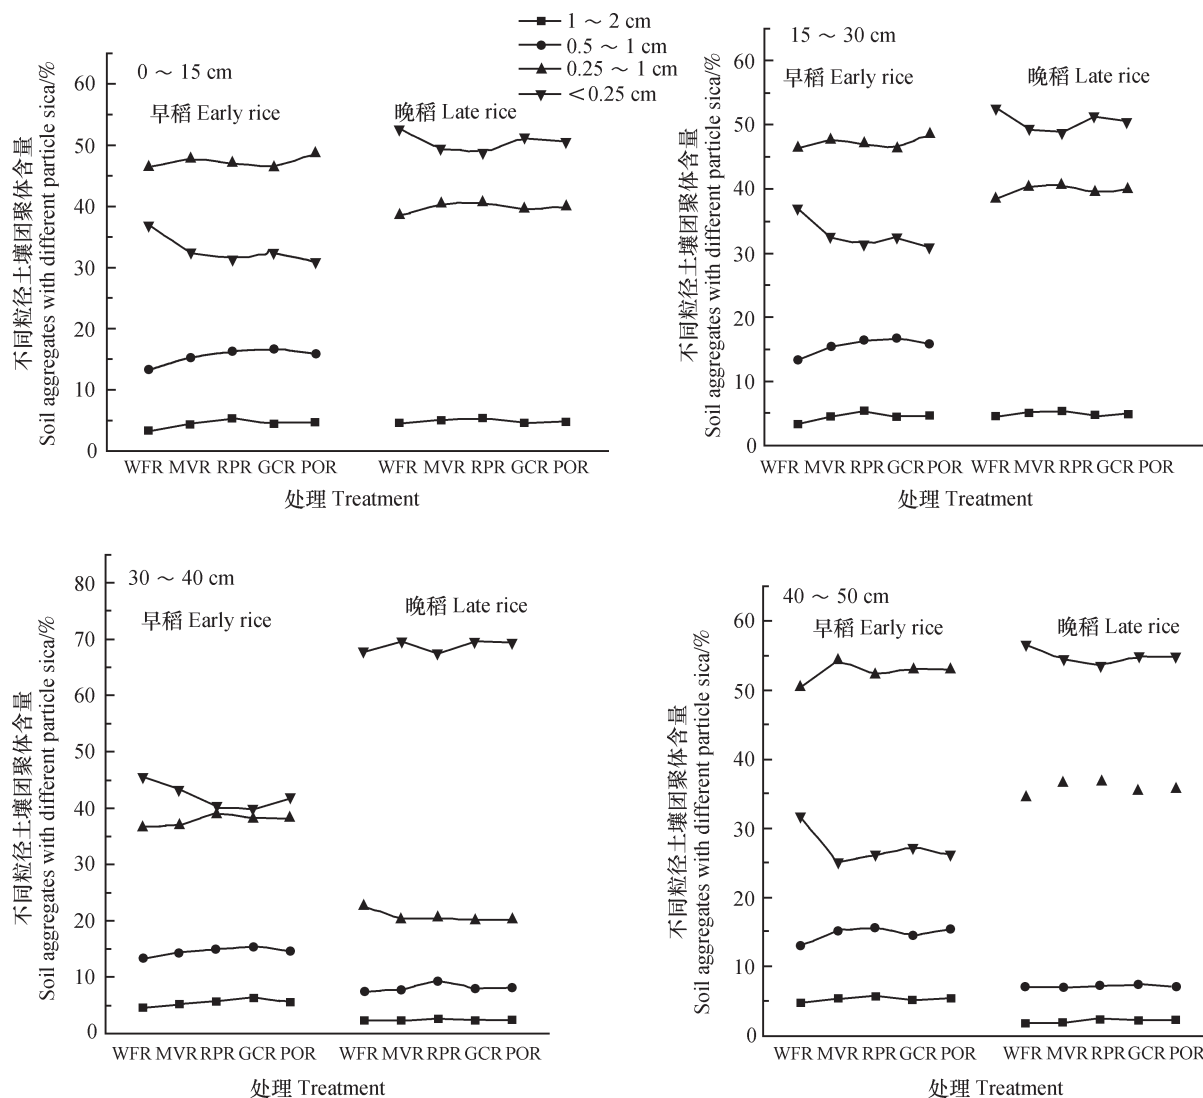 1～2 cm
0.5～1 cm
0.25～1 cm
＜0.25 cm
0～15 cm
早稻 Early rice
晚稻 Late rice
不同粒径土壤团聚体含量
Soil aggregates with different particle sica/%
60
50
40
30
20
10
0
WFR MVR RPR GCR POR
WFR MVR RPR GCR POR
处理 Treatment
15～30 cm
早稻 Early rice
晚稻 Late rice
不同粒径土壤团聚体含量
Soil aggregates with different particle sica/%
60
50
40
30
20
10
0
WFR MVR RPR GCR POR
WFR MVR RPR GCR POR
处理 Treatment
30～40 cm
早稻 Early rice
晚稻 Late rice
不同粒径土壤团聚体含量
Soil aggregates with different particle sica/%
80
70
60
50
40
30
20
10
0
WFR MVR RPR GCR POR
WFR MVR RPR GCR POR
处理 Treatment
40～50 cm
早稻 Early rice
晚稻 Late rice
不同粒径土壤团聚体含量
Soil aggregates with different particle sica/%
60
50
40
30
20
10
0
WFR MVR RPR GCR POR
WFR MVR RPR GCR POR
处理 Treatment